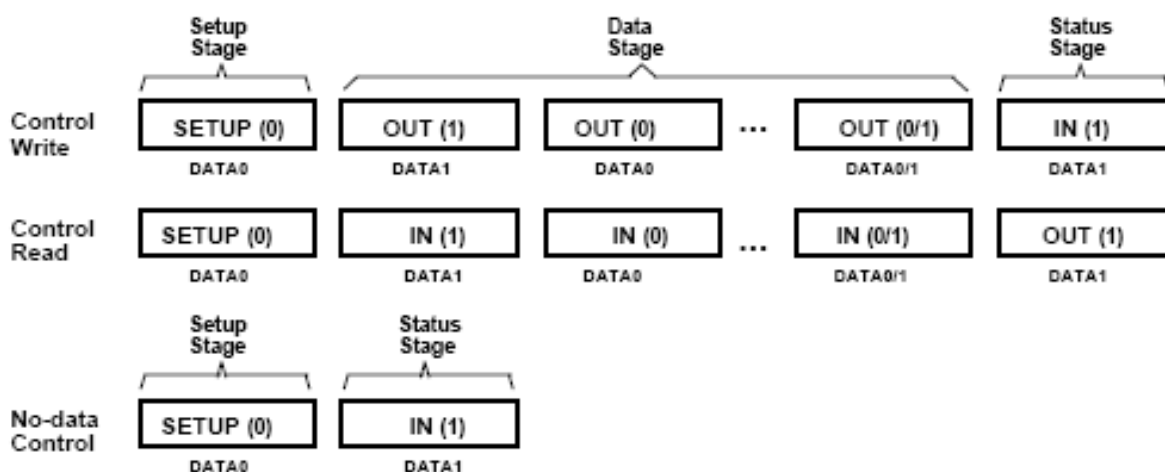 Setup Stage
Data Stage
Status Stage
Control Write
SETUP (0)
OUT (1)
OUT (0)
...
OUT (0/1)
IN (1)
DATA0
DATA1
DATA0
DATA0/1
DATA1
Control Read
SETUP (0)
IN (1)
IN (0)
...
IN (0/1)
OUT (1)
DATA0
DATA1
DATA0
DATA0/1
DATA1
Setup Stage
Status Stage
No-data Control
SETUP (0)
IN (1)
DATA0
DATA1